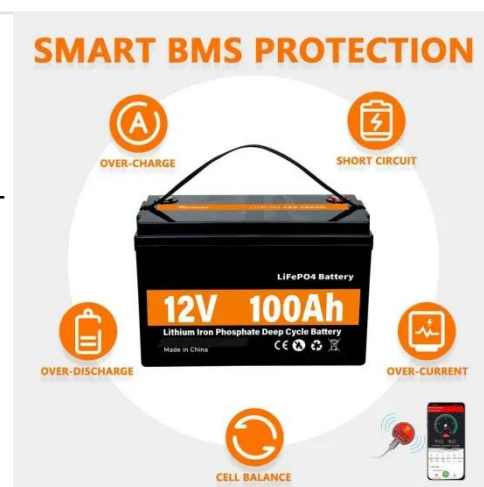 SMART BMS PROTECTION
A
OVER-CHARGE
SHORT CIRCUIT
LiFePO4 Battery
12V 100Ah
Lithium Iron Phosphate Deep Cycle Battery
Made in China
CE
OVER-DISCHARGE
OVER-CURRENT
CELL BALANCE